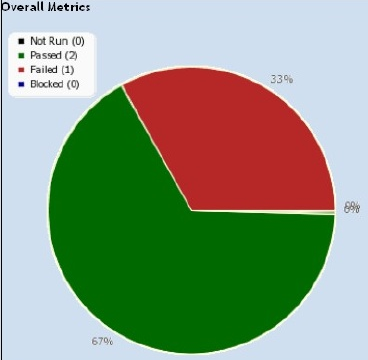 Overall Metrics
Not Run (0)
Passed (2)
Failed (1)
Blocked (0)
33%
67%